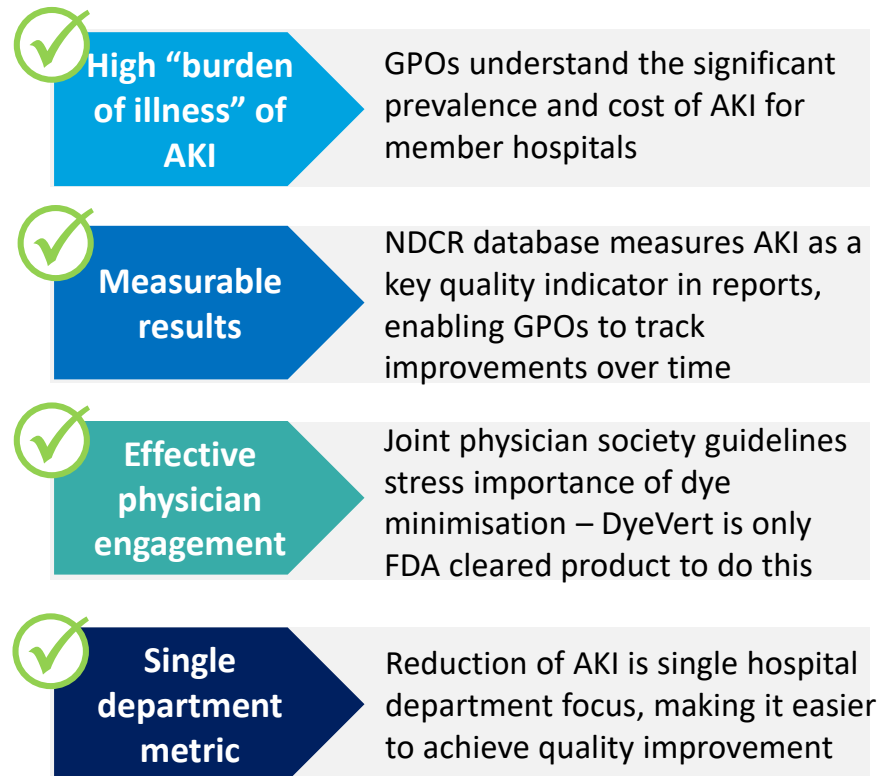 High “burden
of illness” of
AKI
GPOs understand the significant
prevalence and cost of AKI for
member hospitals
Measurable
results
NDCR database measures AKI as a
key quality indicator in reports,
enabling GPOs to track
improvements over time
Effective
physician
engagement
Joint physician society guidelines
stress importance of dye
minimisation – DyeVert is only
FDA cleared product to do this
Single
department
metric
Reduction of AKI is single hospital
department focus, making it easier
to achieve quality improvement